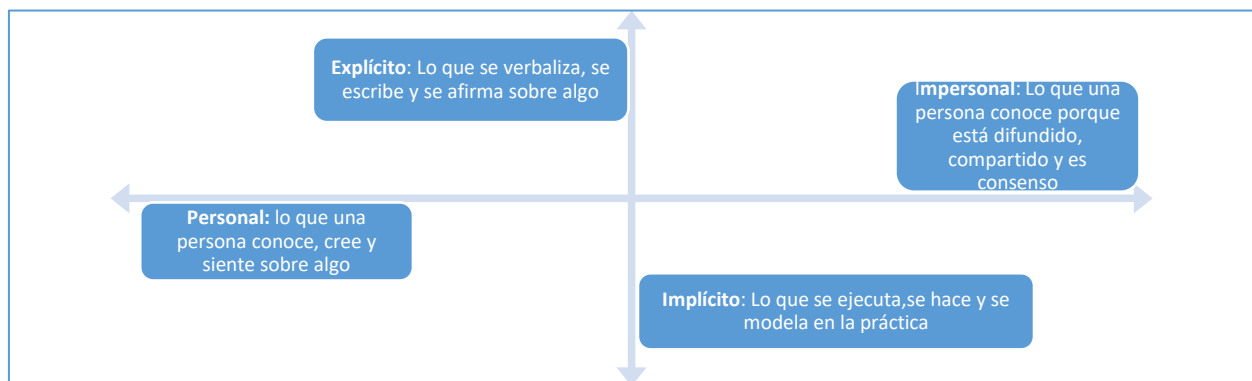 Explícito: Lo que se verbaliza, se
escribe y se afirma sobre algo
Impersonal: Lo que una
persona conoce porque
está difundido,
compartido y es
consenso
Personal: lo que una
persona conoce, cree y
siente sobre algo
Implícito: Lo que se ejecuta,se hace y se
modela en la práctica